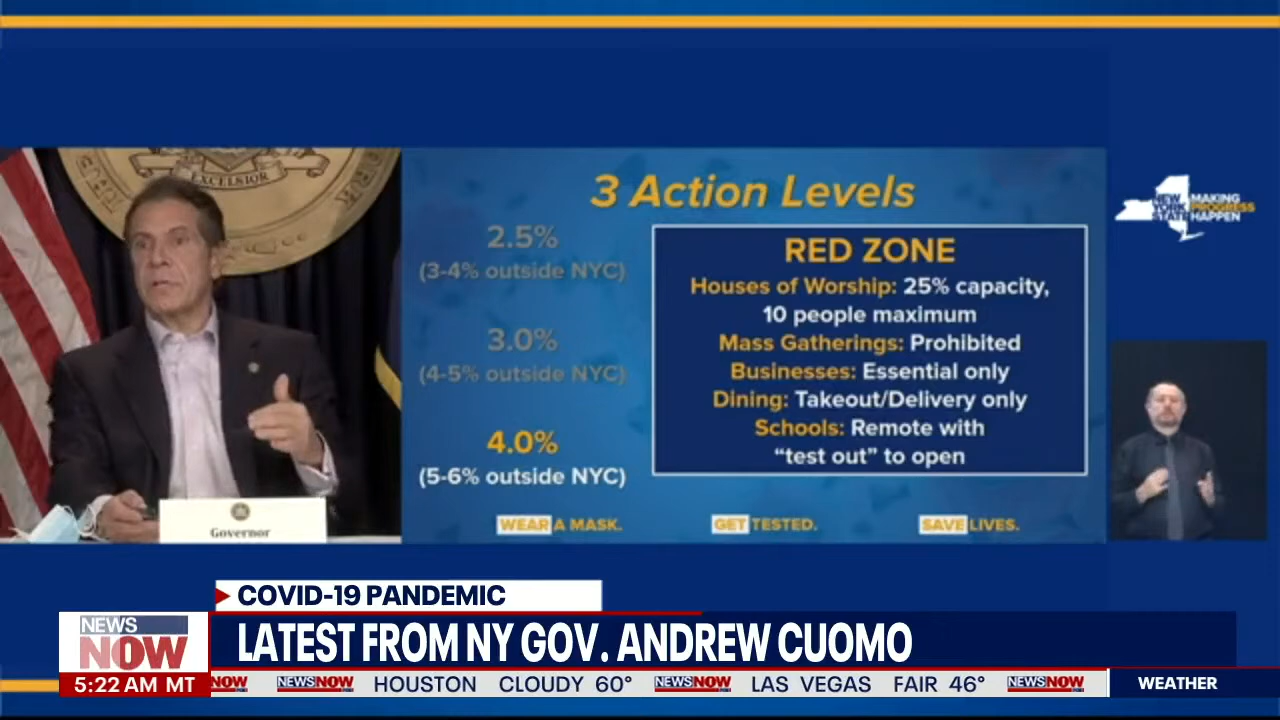 EXCELSIOR
3 Action Levels
2.5%
(3-4% outside NYC)
3.0%
(4-5% outside NYC)
4.0%
(5-6% outside NYC)
RED ZONE
Houses of Worship: 25% capacity,
10 people maximum
Mass Gatherings: Prohibited
Businesses: Essential only
Dining: Takeout/Delivery only
Schools: Remote with
“test out” to open
WEAR A MASK.
GET TESTED.
SAVE LIVES.
NEW
YORK
STATE
MAKING
PROGRESS
HAPPEN
Governor
COVID-19 PANDEMIC
LATEST FROM NY GOV. ANDREW CUOMO
NEWS
NOW
5:22 AM MT
NOW NEWSNOW HOUSTON CLOUDY 60° NEWSNOW LAS VEGAS FAIR 46° NEWSNOW WEATHER